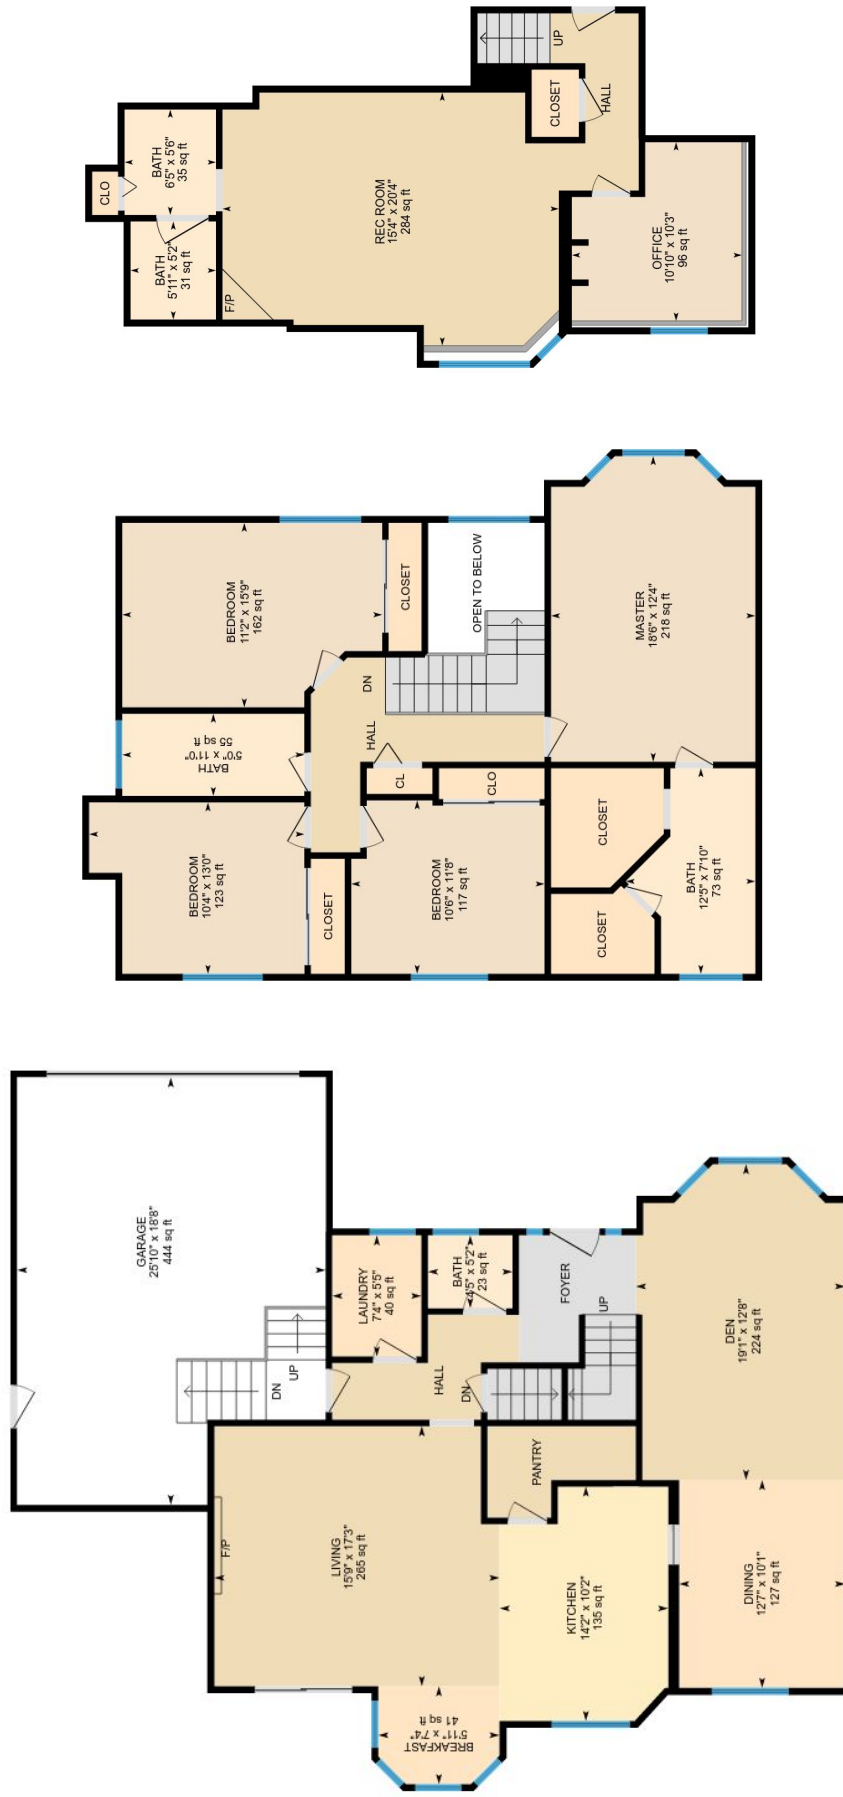 UP
CLOSET
HALL
BATH
6'5" x 5'6"
35 sq ft
CLO
BATH
5'11" x 5'2"
31 sq ft
F/P
REC ROOM
15'4" x 20'4"
284 sq ft
OFFICE
10'10" x 10'3"
96 sq ft
BEDROOM
11'2" x 15'9"
162 sq ft
CLOSET
OPEN TO BELOW
MASTER
18'6" x 12'4"
218 sq ft
DN
HALL
BATH
5'0" x 11'0"
55 sq ft
CL
CLO
BEDROOM
10'4" x 13'0"
123 sq ft
CLOSET
BEDROOM
10'6" x 11'8"
117 sq ft
CLOSET
CLOSET
BATH
12'5" x 7'10"
73 sq ft
GARAGE
25'10" x 18'8"
444 sq ft
DN
UP
LAUNDRY
7'4" x 5'5"
40 sq ft
BATH
4'5" x 5'2"
23 sq ft
FOYER
UP
HALL
DN
DEN
19'1" x 12'8"
224 sq ft
PANTRY
F/P
LIVING
15'9" x 17'3"
265 sq ft
KITCHEN
14'2" x 10'2"
135 sq ft
DINING
12'7" x 10'1"
127 sq ft
BREAKFAST
5'11" x 7'4"
41 sq ft